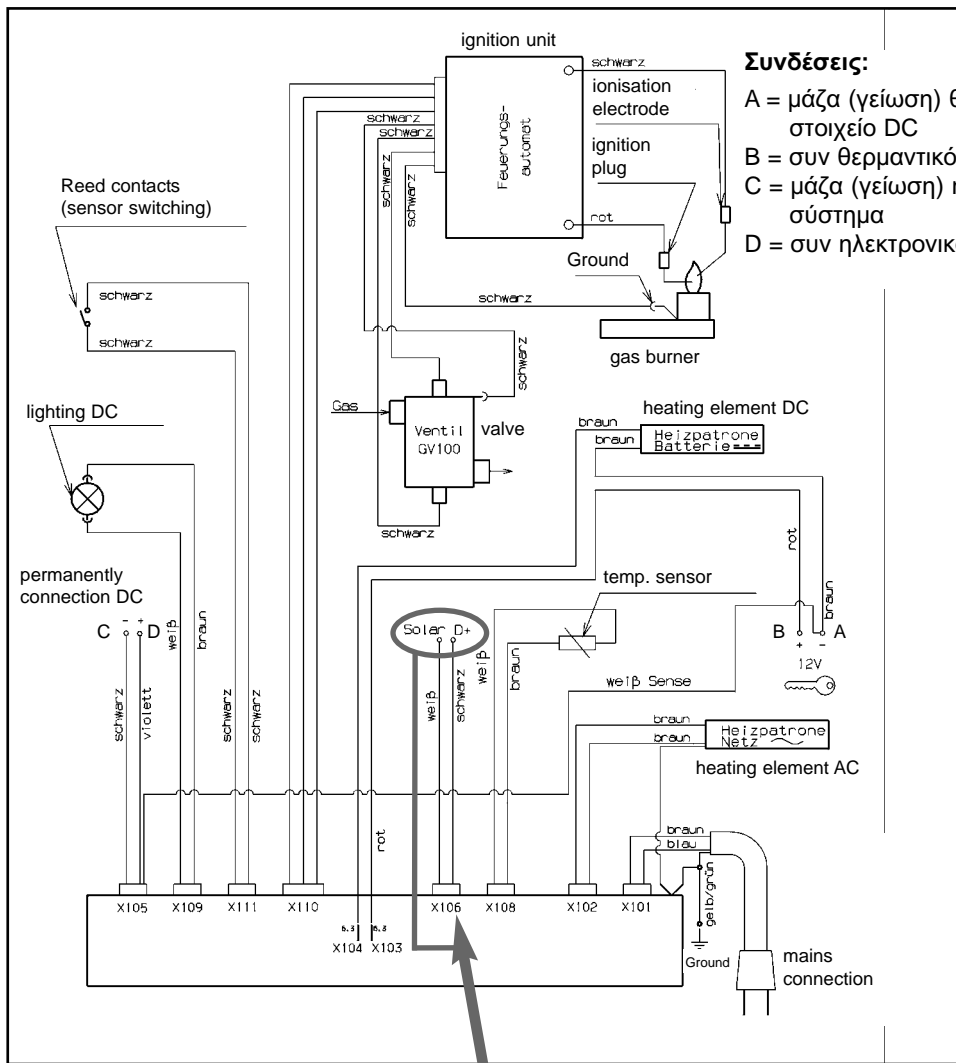 ignition unit
schwarz
ionisation
electrode
ignition
plug
Συνδέσεις:
A = μάζα (γείωση)
στοιχείο DC
B = συν θερμαντικό
C = μάζα (γείωση)
σύστημα
D = συν
Feuerungs-
automat
schwarz
schwarz
schwarz
schwarz
rot
Reed contacts
(sensor switching)
Ground
schwarz
schwarz
schwarz
gas burner
schwarz
lighting DC
Gas
Ventil
GV100
valve
schwarz
heating element DC
braun
braun
Heizpatrone
Batterie
rot
braun
permanently
connection DC
C - + D
weiß
braun
schwarz
violett
schwarz
schwarz
Solar D+
weiß
schwarz
weiß
braun
temp. sensor
B A
+ -
12V
weiß Sense
braun
braun
Heizpatrone
Netz
heating element AC
rot
braun
blau
gelb/grün
X105 X109 X111 X110 X106 X108 X102 X101
6.3 6.3
X104 X103
Ground
mains
connection